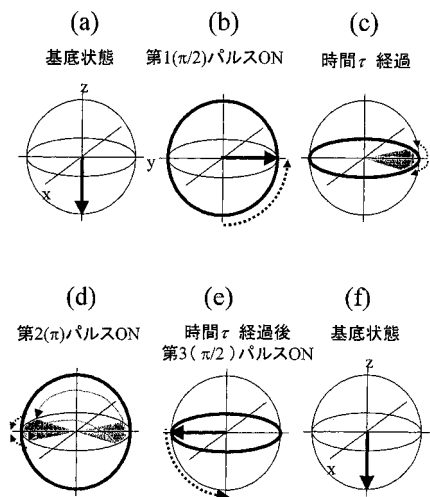 (a)
基底状態
z
x
y
(b)
第1(π/2)パルスON
(c)
時間τ 経過
(d)
第2(π)パルスON
(e)
時間τ 経過後
第3(π/2)パルスON
(f)
基底状態
z
x